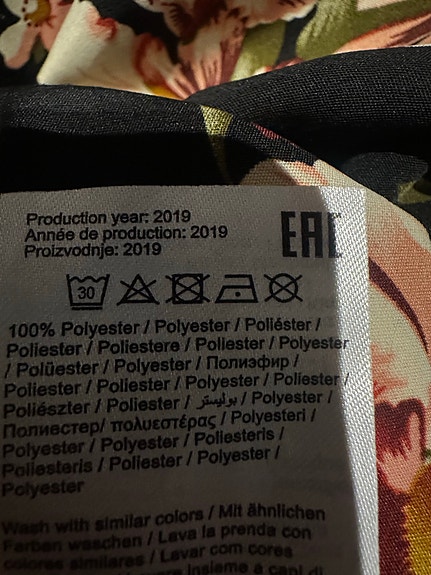 Production year: 2019
Année de production: 2019
Proizvodnje: 2019
EAC
30
100% Polyester / Polyester / Poliéster /
Poliester / Poliestere / Poliester / Polyester
/ Polüester / Polyester / Полиэфир /
Poliester / Poliester / Polyester / Poliester /
Poliészter / Poliester / بوليستر / Polyester /
Полиестер/ πολυεστέρας / Polyesteri /
Polyester / Polyester / Poliesteris /
Poliesteris / Poliester / Polyester /
Polyester
Wash with similar colors / Mit ähnlichen
Farben waschen / Lava la prenda con
colores similares / Lavar com cores
insieme a capi di